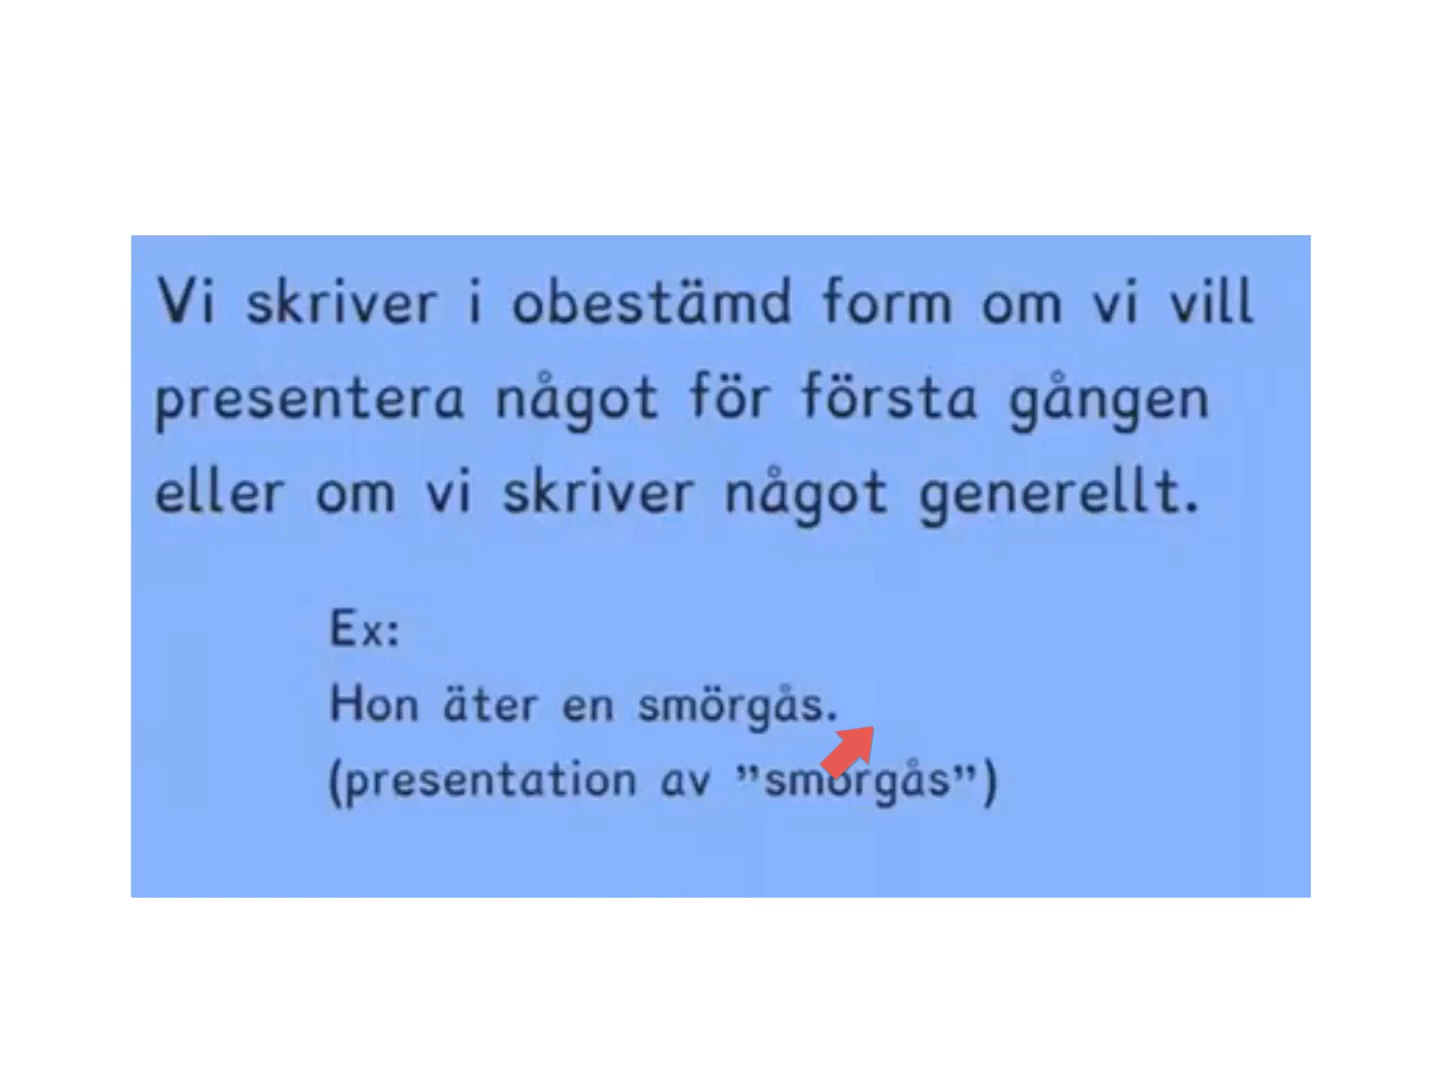 Vi skriver i obestämd form om vi vill
presentera något för första gången
eller om vi skriver något generellt.
Ex:
Hon äter en smörgås.
(presentation av ”smörgås”)